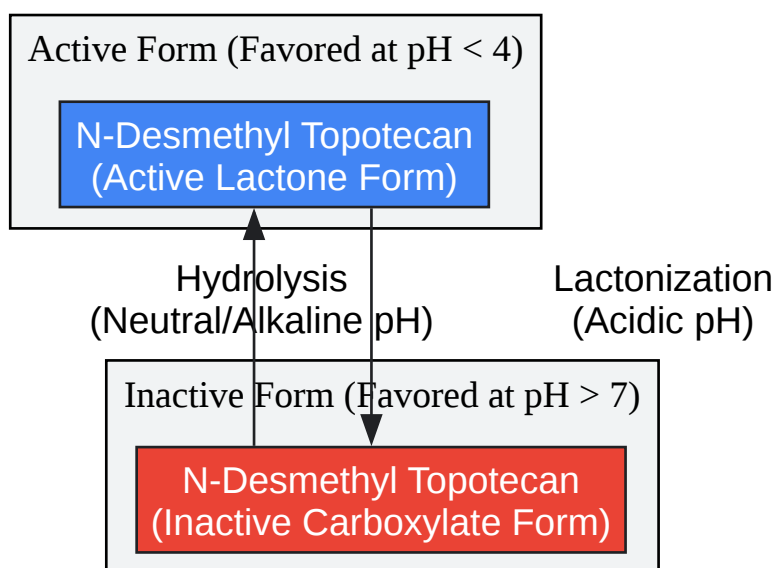 Active Form (Favored at pH < 4)
N-Desmethyl Topotecan
(Active Lactone Form)
Hydrolysis
(Neutral/Alkaline pH)
Lactonization
(Acidic pH)
Inactive Form (Favored at pH > 7)
N-Desmethyl Topotecan
(Inactive Carboxylate Form)